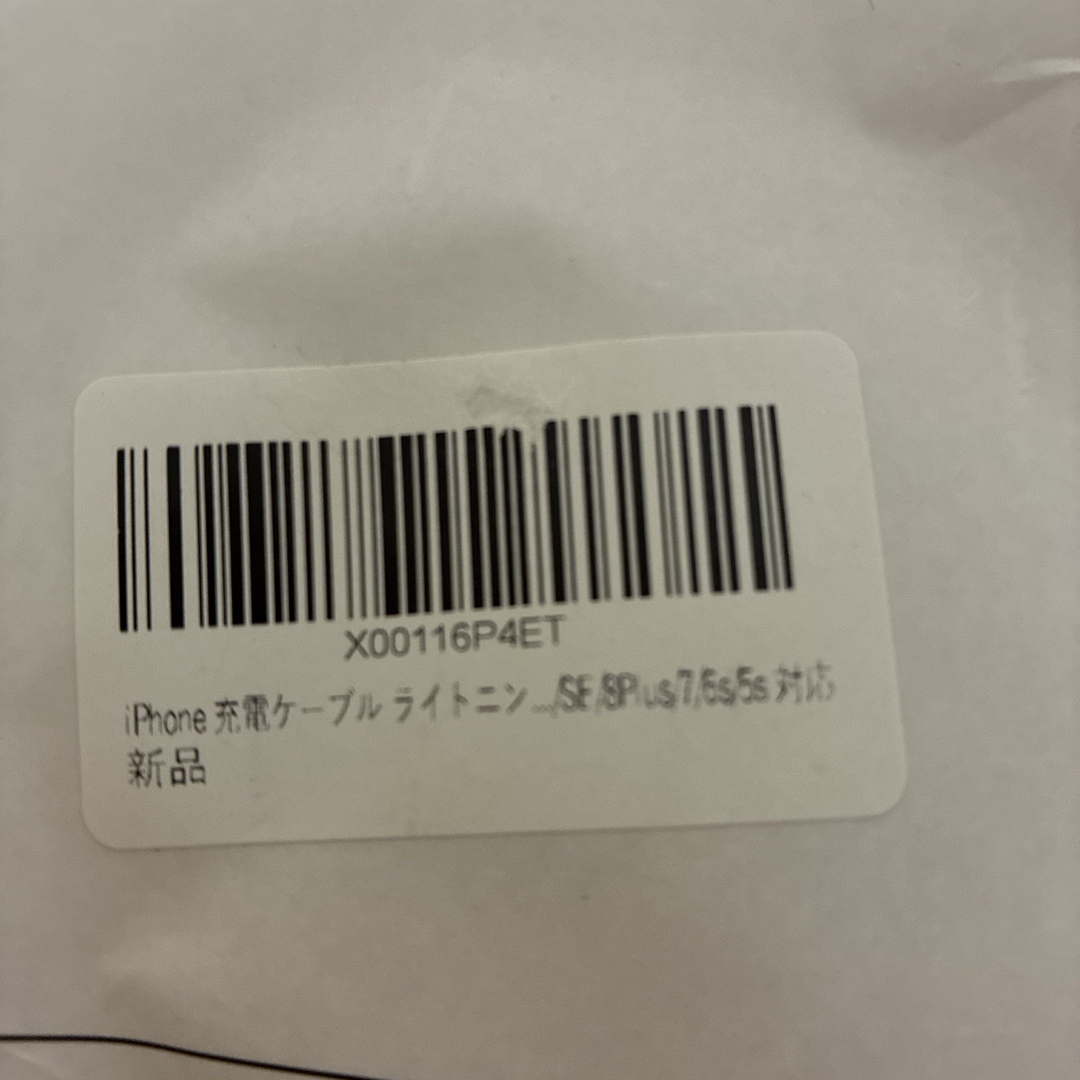 X00116P4ET
iPhone 充電ケーブル ライトニン.../SE/8Plus/7/6s/5s 対応
新品